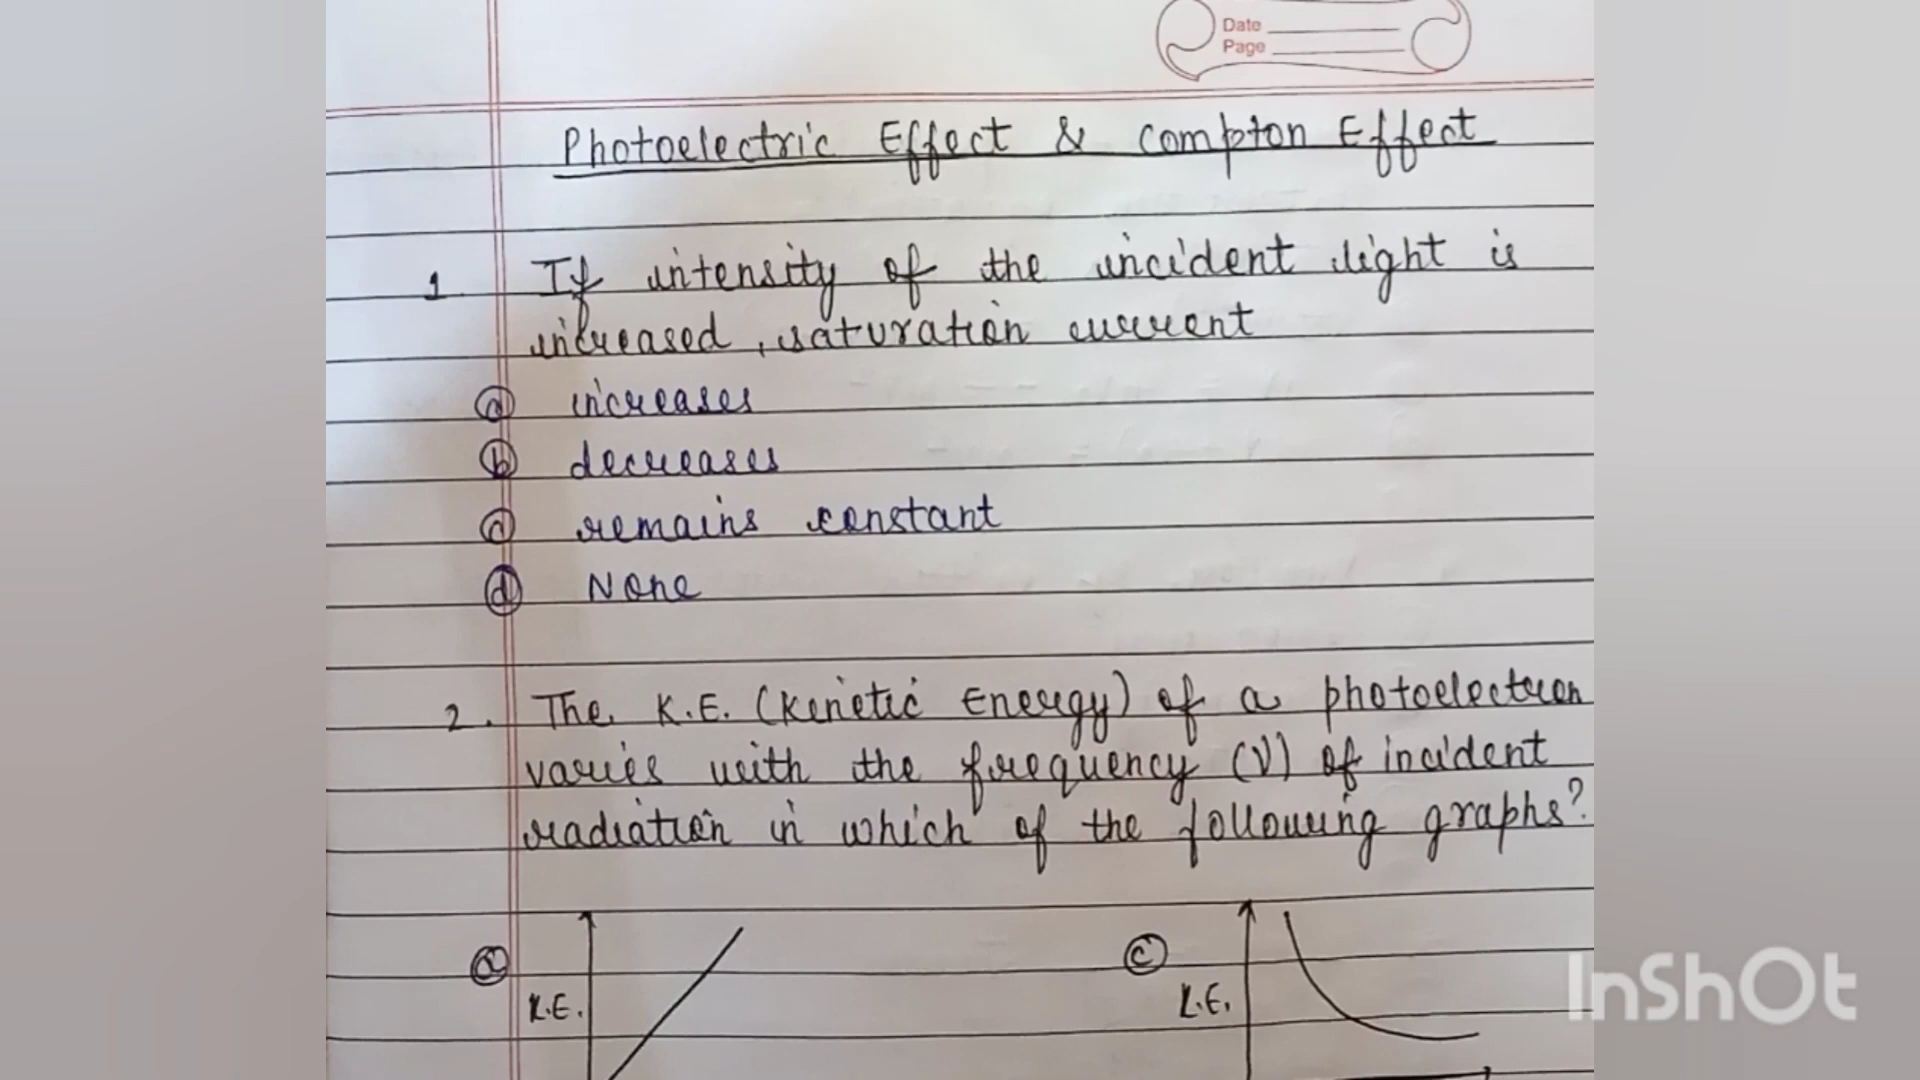 Date
Page
Photoelectric Effect & Compton Effect
1. If intensity of the incident light is
increased, saturation current
a increases
b decreases
c remains constant
d None
2. The K.E. (Kinetic Energy) of a photoelectron
varies with the frequency (ν) of incident
radiation in which of the following graphs?
a
c
K.E.
K.E.
InShOt